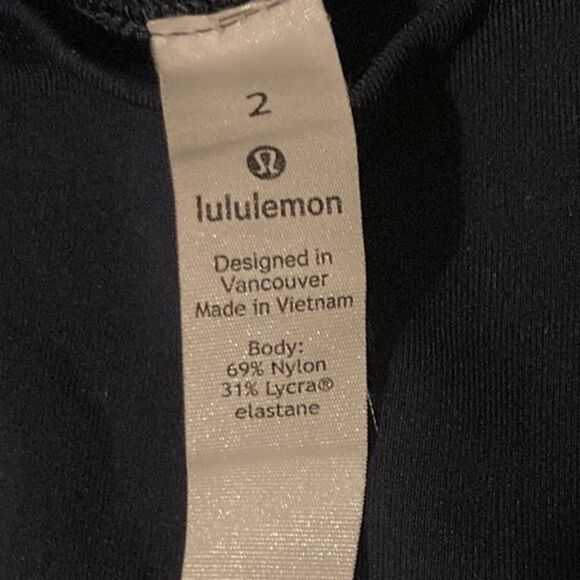 2
lululemon
Designed in
Vancouver
Made in Vietnam
Body:
69% Nylon
31% Lycra®
elastane